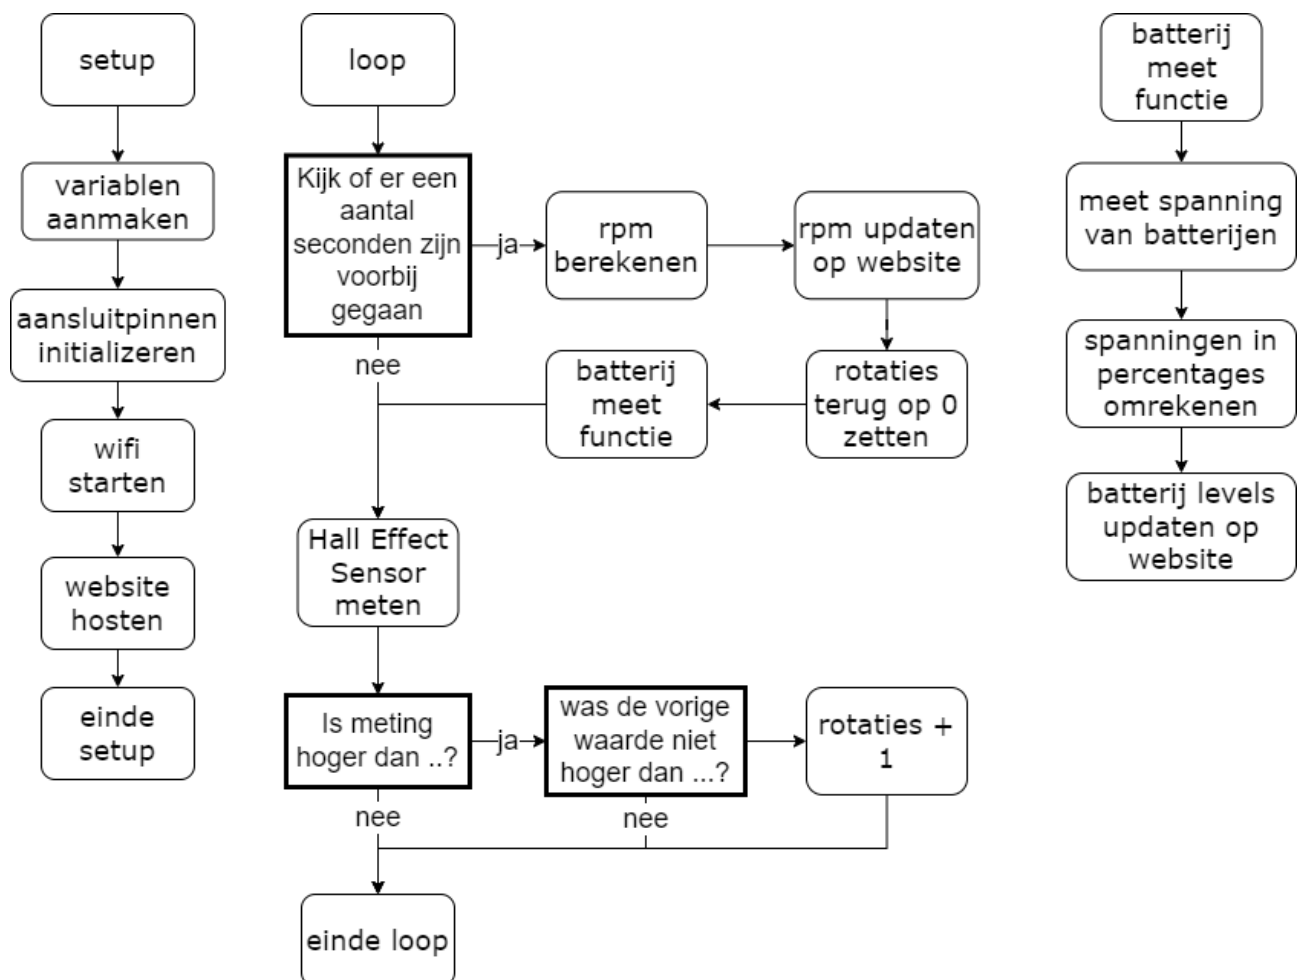 setup
variablen
aanmaken
aansluitpinnen
initializeren
wifi
starten
website
hosten
einde
setup
loop
Kijk of er een
aantal
seconden zijn
voorbij
gegaan
ja
rpm
berekenen
rpm updaten
op website
rotaties
terug op 0
zetten
batterij
meet
functie
nee
Hall Effect
Sensor
meten
Is meting
hoger dan ..?
ja
was de vorige
waarde niet
hoger dan ...?
rotaties +
1
nee
nee
einde loop
batterij
meet
functie
meet spanning
van batterijen
spanningen in
percentages
omrekenen
batterij levels
updaten op
website